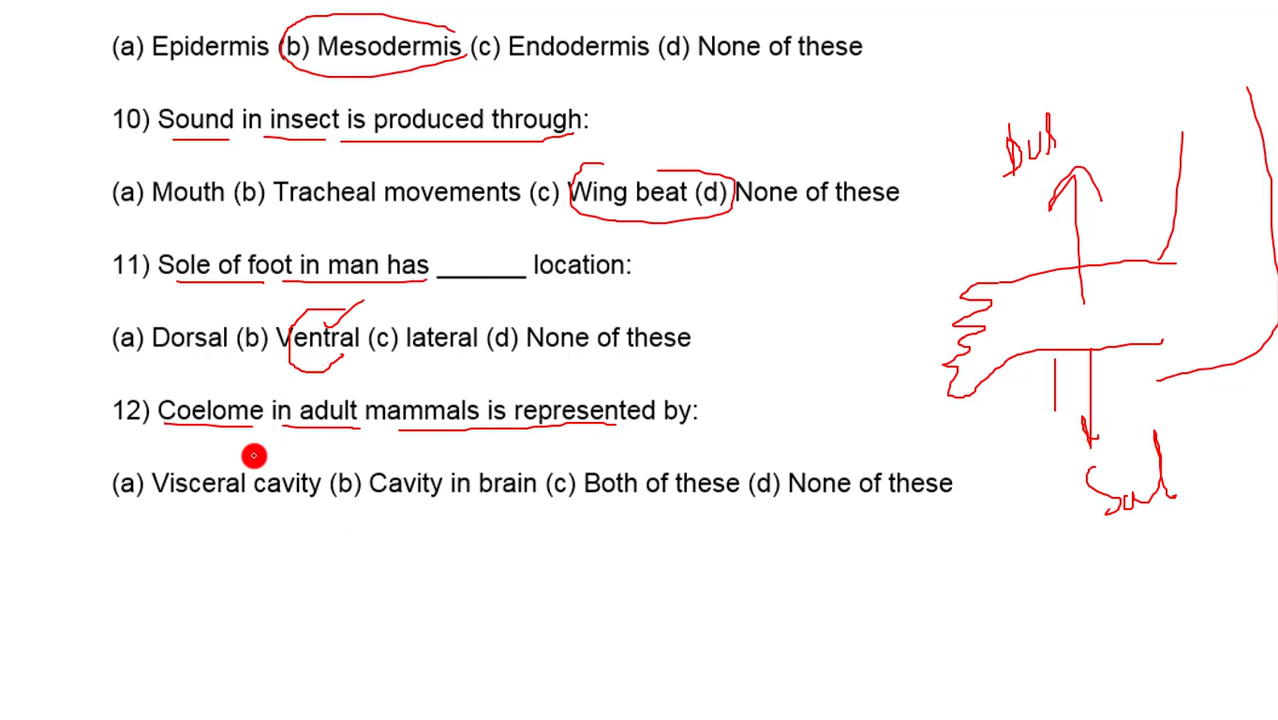 (a) Epidermis (b) Mesodermis (c) Endodermis (d) None of these
10) Sound in insect is produced through:
(a) Mouth (b) Tracheal movements (c) Wing beat (d) None of these
11) Sole of foot in man has ______ location:
(a) Dorsal (b) Ventral (c) lateral (d) None of these
12) Coelome in adult mammals is represented by:
(a) Visceral cavity (b) Cavity in brain (c) Both of these (d) None of these